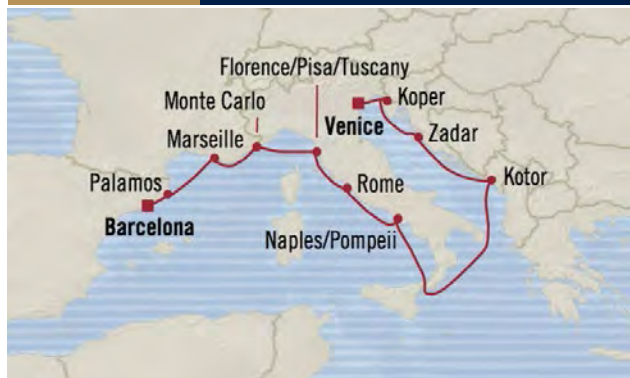 Florence/Pisa/Tuscany
Monte Carlo
Koper
Venice
Marseille
Zadar
Palamos
Rome
Kotor
Barcelona
Naples/Pompeii